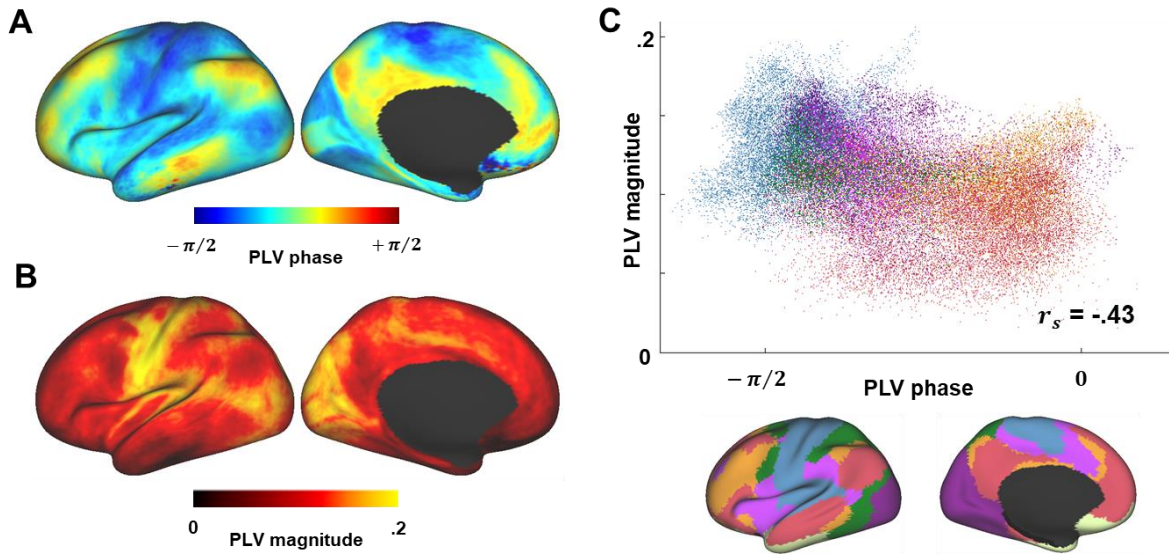 A
− π/2
+ π/2
PLV phase
B
0
.2
PLV magnitude
C
.2
PLV magnitude
0
r_s = -.43
− π/2
0
PLV phase